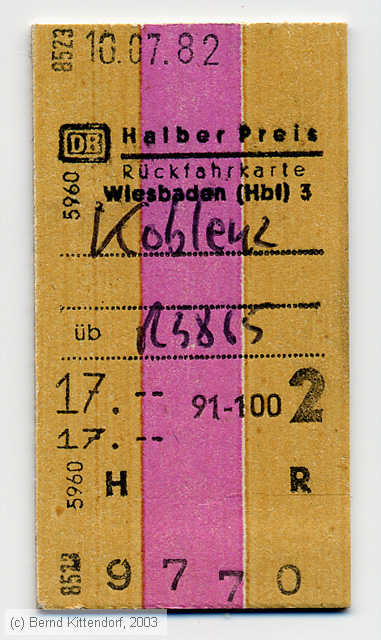 8523 10.07.82
DB Halber Preis
Rückfahrkarte
5960 Wiesbaden (Hbf) 3
Koblenz
üb
17.-- 91-100 2
17.--
5960 H R
8523 9770
(c) Bernd Kittendorf, 2003